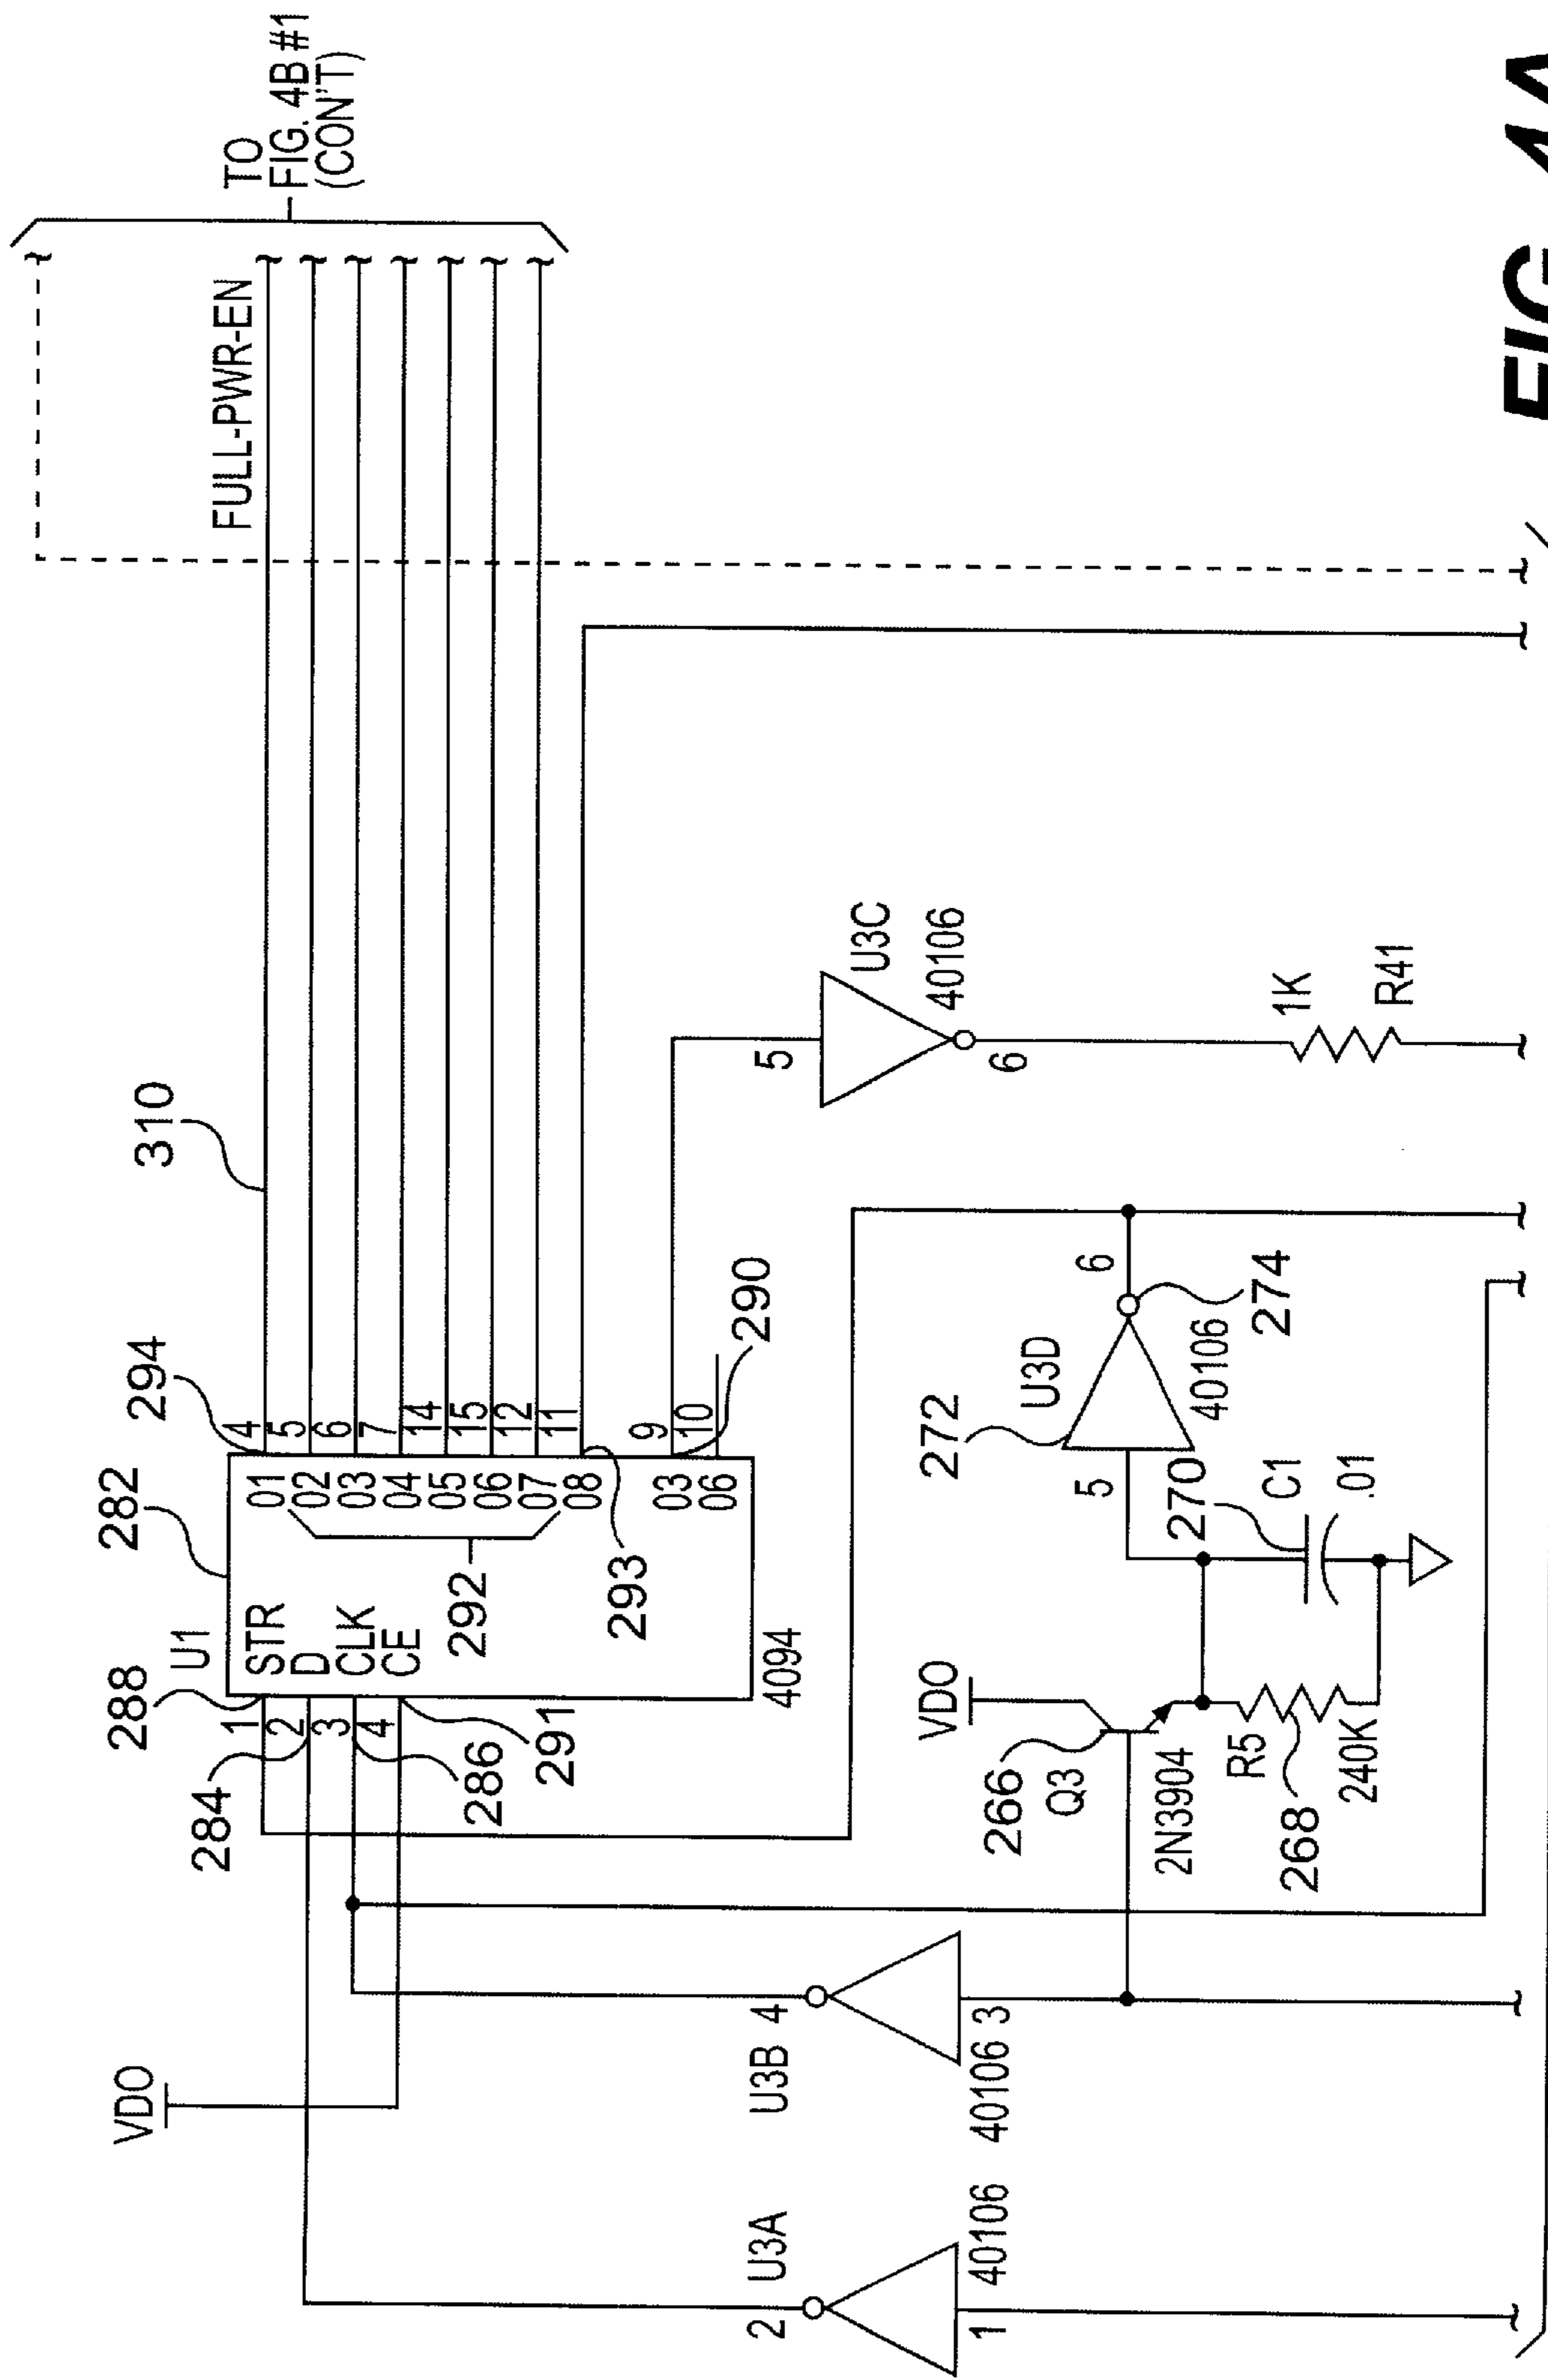 TO
FIG. 4B #1
(CON'T)
FULL-PWR-EN
310
294
282
288
U1
284
STR
D
CLK
CE
1
2
3
4
286
291
01
02
03
04
05
06
07
08
03
06
4
5
6
7
14
15
12
11
9
10
292
293
290
4094
VDO
U3A
2
40106
1
U3B
4
40106
3
VDO
266
Q3
2N3904
R5
268
240K
272
U3D
5
6
274
40106
270
C1
.01
5
U3C
40106
6
1K
R41
FIG. 4A